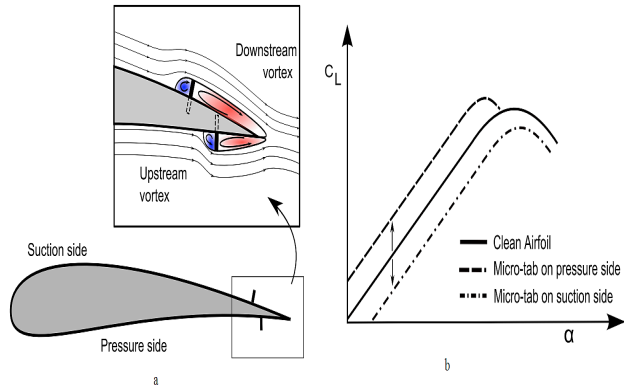 Downstream
vortex
Upstream
vortex
Suction side
Pressure side
a
CL
Clean Airfoil
Micro-tab on pressure side
Micro-tab on suction side
α
b